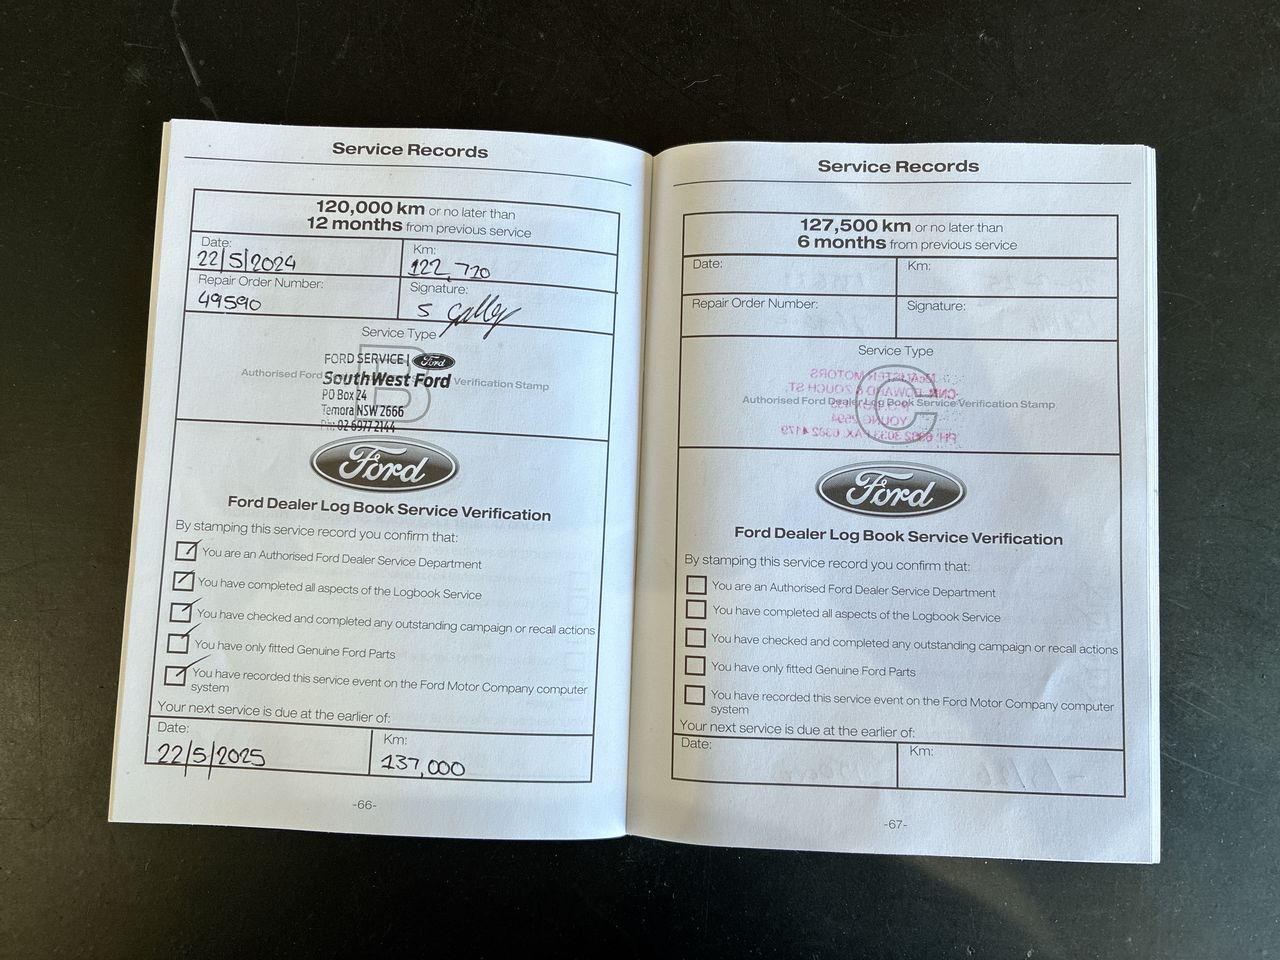 Service Records
120,000 km or no later than
12 months from previous service
Date:
22/5/2024
Km:
122,720
Repair Order Number:
49590
Signature:
S
Service Type
B
FORD SERVICE | Ford
Authorised Ford Verification Stamp
SouthWest Ford
PO Box 24
Temora NSW 2666
Ph: 02 6977 2144
Ford
Ford Dealer Log Book Service Verification
By stamping this service record you confirm that:
You are an Authorised Ford Dealer Service Department
You have completed all aspects of the Logbook Service
You have checked and completed any outstanding campaign or recall actions
You have only fitted Genuine Ford Parts
You have recorded this service event on the Ford Motor Company computer
system
Your next service is due at the earlier of:
Date:
22/5/2025
Km:
137,000
-66-
Service Records
127,500 km or no later than
6 months from previous service
Date:
Km:
Repair Order Number:
Signature:
Service Type
C
Authorised Ford Dealer Log Book Service Verification Stamp
Ford
Ford Dealer Log Book Service Verification
By stamping this service record you confirm that:
You are an Authorised Ford Dealer Service Department
You have completed all aspects of the Logbook Service
You have checked and completed any outstanding campaign or recall actions
You have only fitted Genuine Ford Parts
You have recorded this service event on the Ford Motor Company computer
system
Your next service is due at the earlier of:
Date:
Km:
-67-